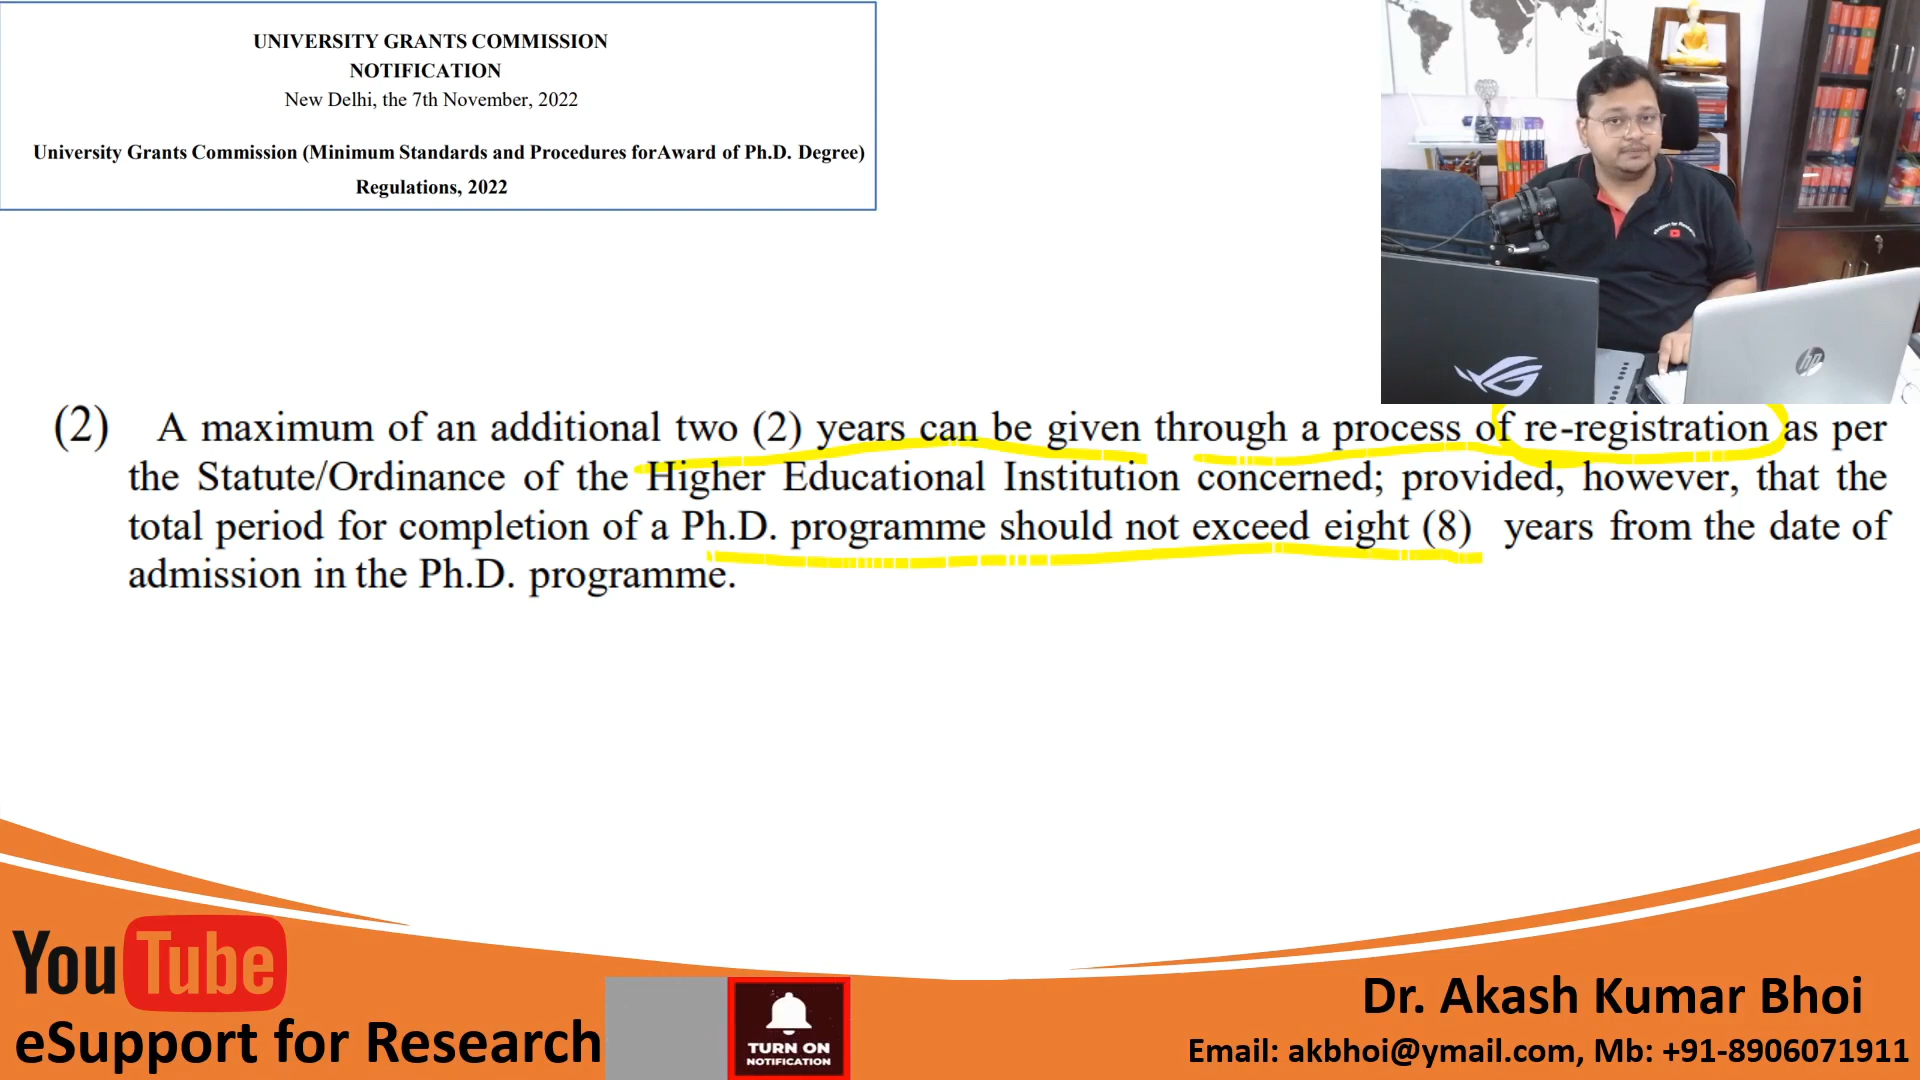 UNIVERSITY GRANTS COMMISSION
NOTIFICATION
New Delhi, the 7th November, 2022
University Grants Commission (Minimum Standards and Procedures forAward of Ph.D. Degree)
Regulations, 2022
(2) A maximum of an additional two (2) years can be given through a process of re-registration as per
the Statute/Ordinance of the Higher Educational Institution concerned; provided, however, that the
total period for completion of a Ph.D. programme should not exceed eight (8) years from the date of
admission in the Ph.D. programme.
YouTube
eSupport for Research
TURN ON
NOTIFICATION
Dr. Akash Kumar Bhoi
Email: akbhoi@ymail.com, Mb: +91-8906071911
hp